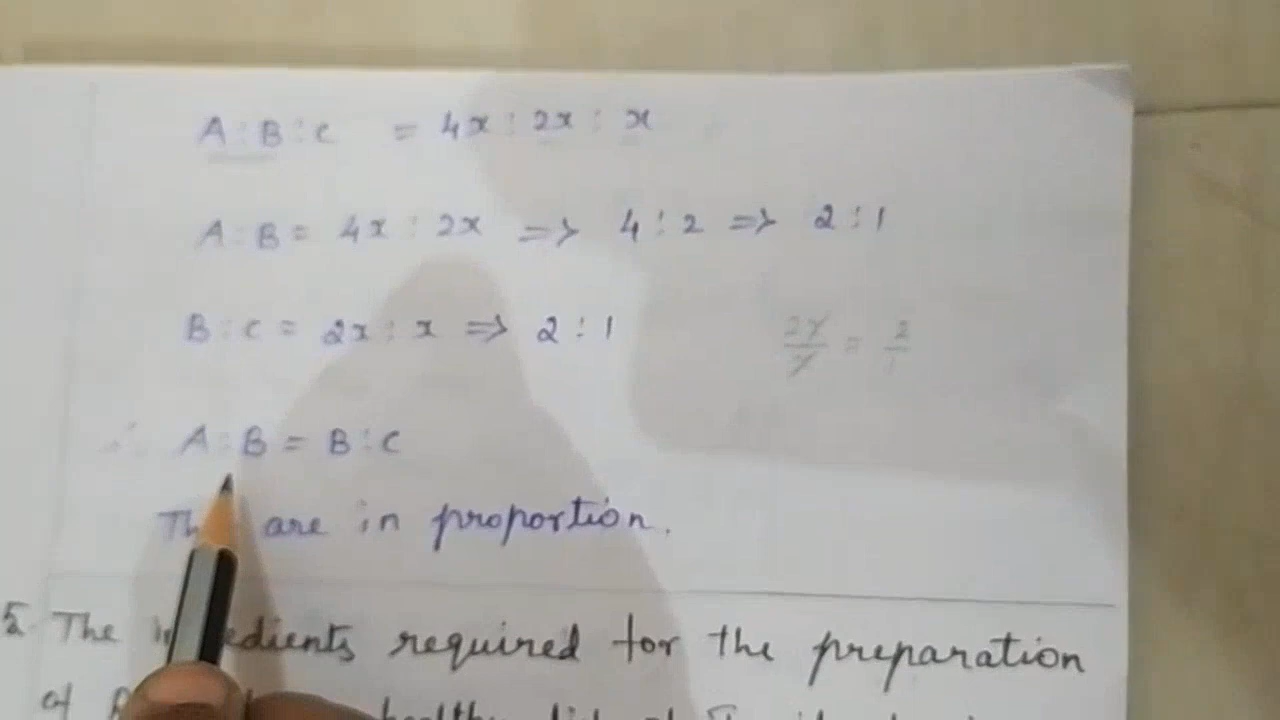 A : B : C = 4x : 2x : x
A : B = 4x : 2x => 4 : 2 => 2 : 1
B : C = 2x : x => 2 : 1
2x/x = 2/1
∴ A : B = B : C
are in proportion.
5. The required for the preparation
of